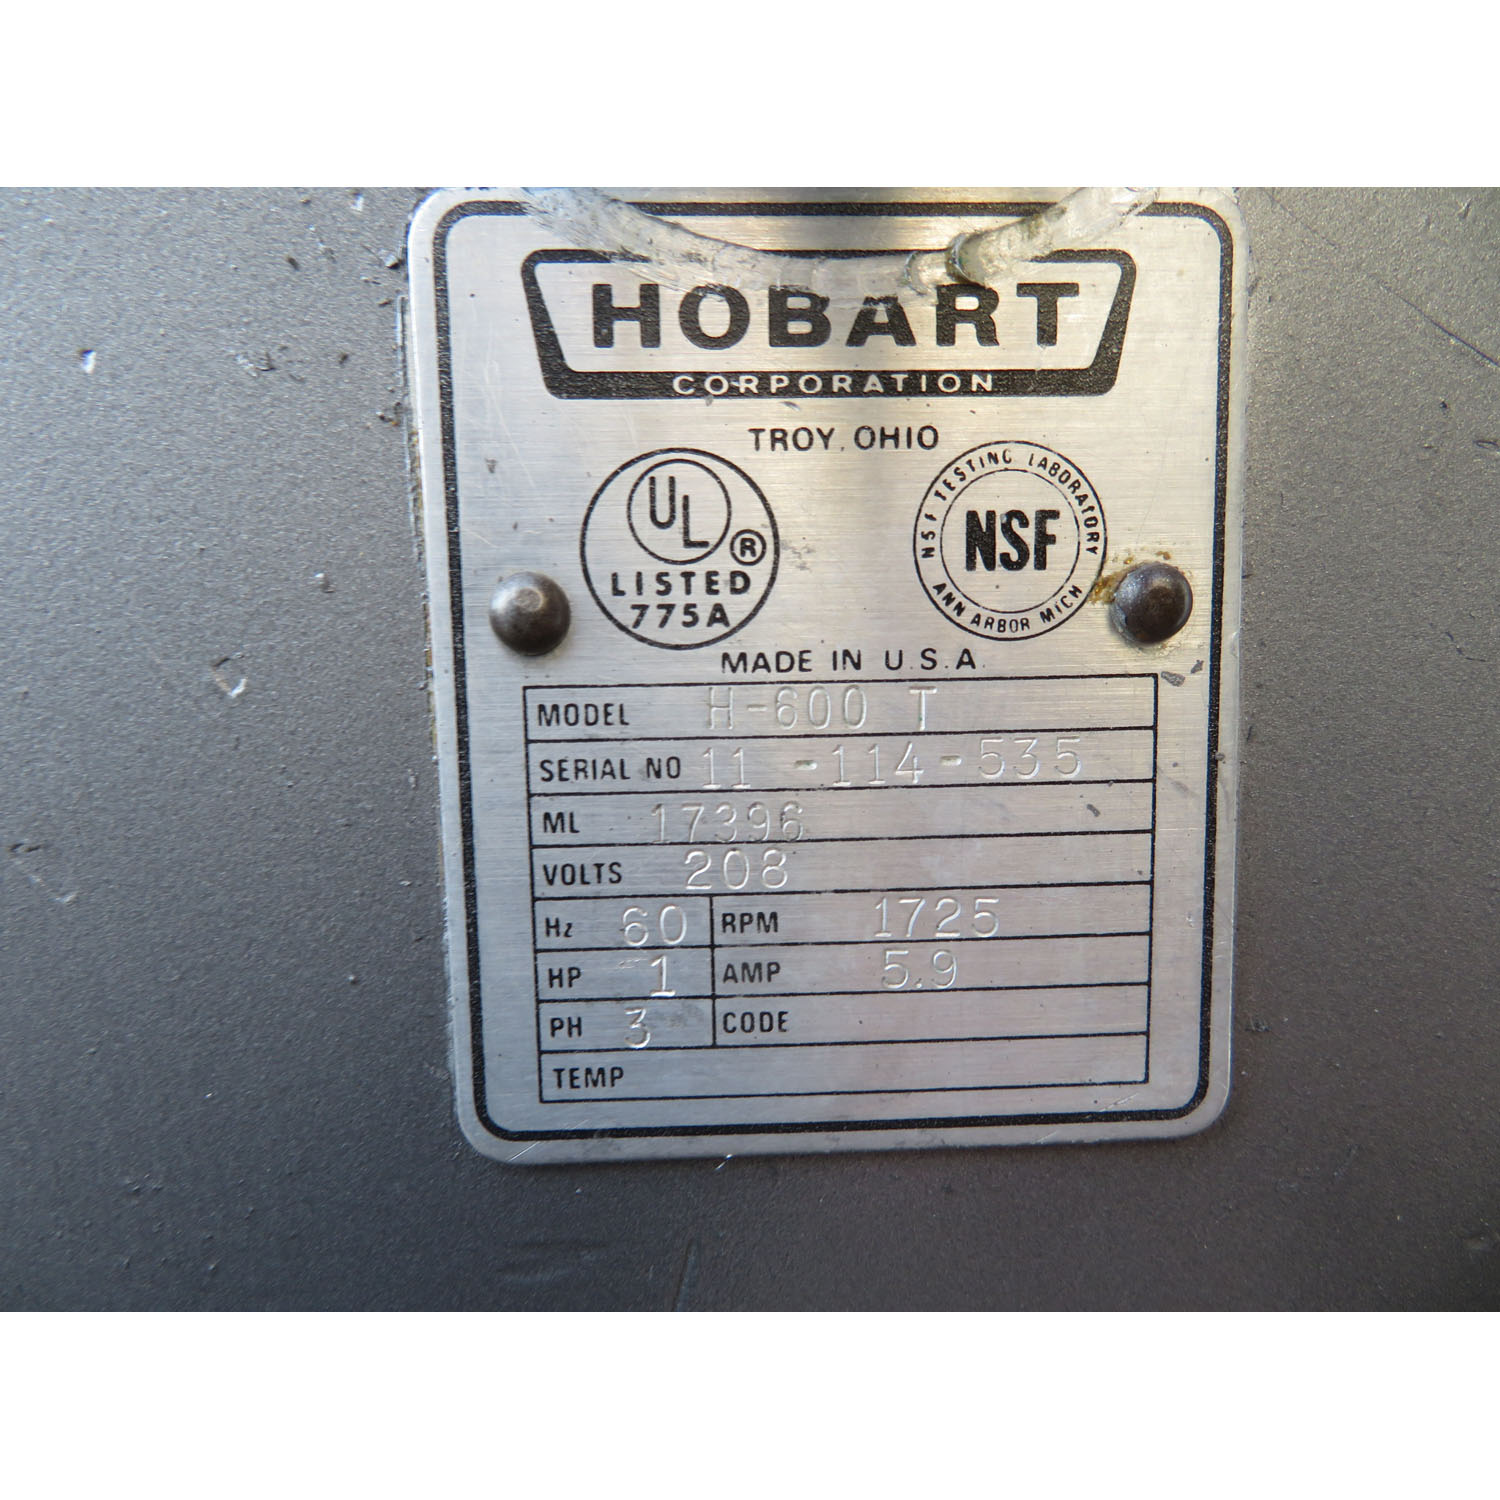 HOBART
CORPORATION
TROY, OHIO
UL ®
LISTED
775A
NSF TESTING LABORATORY
NSF
ANN ARBOR MICH
MADE IN U.S.A.
MODEL H-600 T
SERIAL NO 11 -114-535
ML 17396
VOLTS 208
Hz 60 RPM 1725
HP 1 AMP 5.9
PH 3 CODE
TEMP